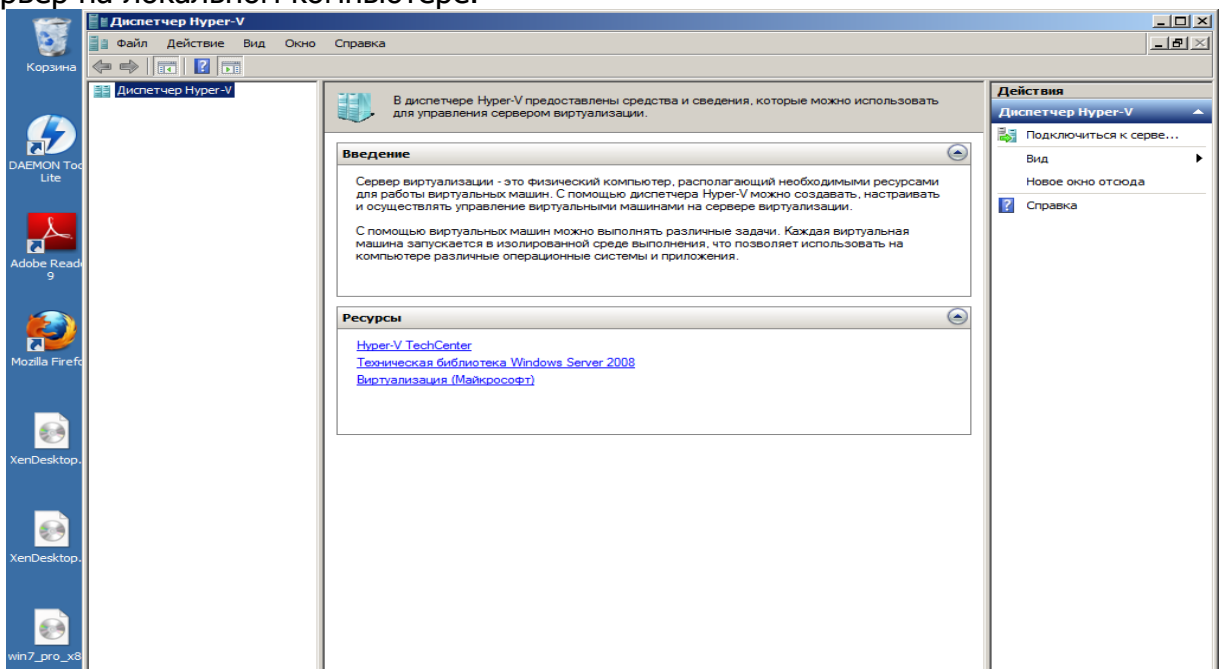 рвер на локальном компьютере.
Диспетчер Hyper-V
Файл Действие Вид Окно Справка
Корзина
DAEMON Too
Lite
Adobe Reade
9
Mozilla Firefo
XenDesktop.
XenDesktop.
win7_pro_x8
Диспетчер Hyper-V
В диспетчере Hyper-V предоставлены средства и сведения, которые можно использовать
для управления сервером виртуализации.
Введение
Сервер виртуализации - это физический компьютер, располагающий необходимыми ресурсами
для работы виртуальных машин. С помощью диспетчера Hyper-V можно создавать, настраивать
и осуществлять управление виртуальными машинами на сервере виртуализации.
С помощью виртуальных машин можно выполнять различные задачи. Каждая виртуальная
машина запускается в изолированной среде выполнения, что позволяет использовать на
компьютере различные операционные системы и приложения.
Ресурсы
Hyper-V TechCenter
Техническая библиотека Windows Server 2008
Виртуализация (Майкрософт)
Действия
Диспетчер Hyper-V
Подключиться к серве...
Вид
Новое окно отсюда
Справка